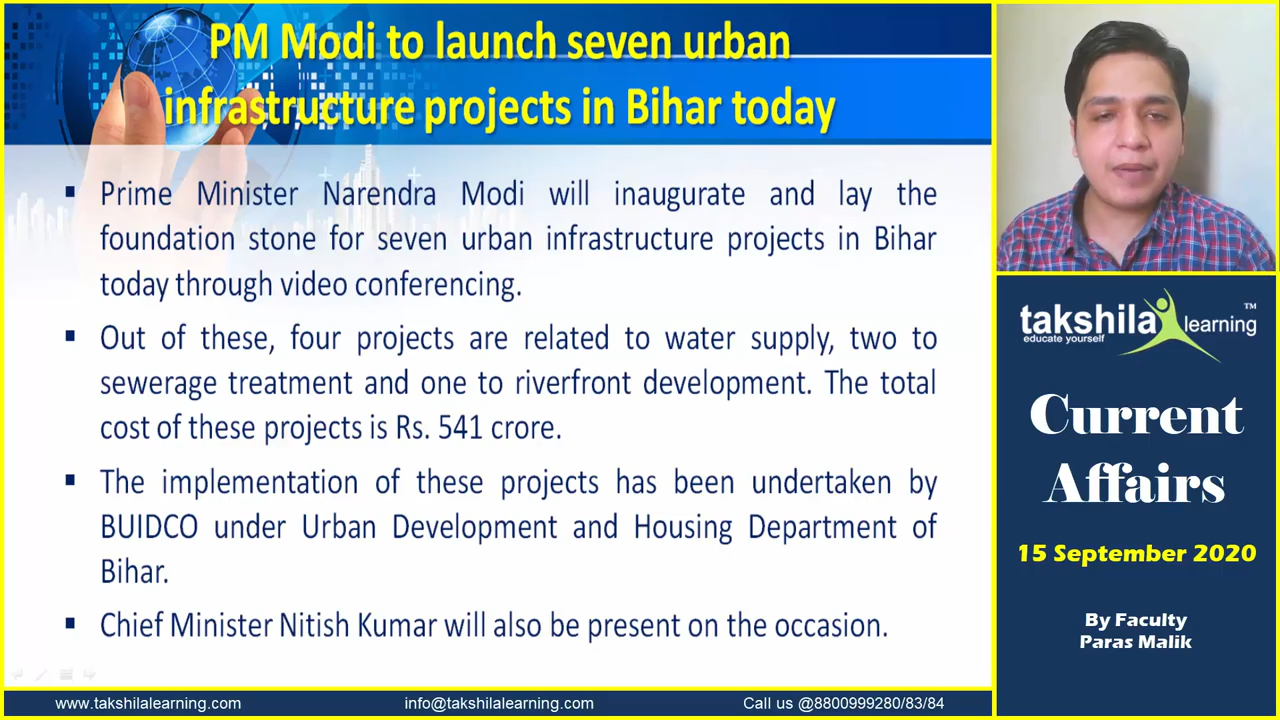 PM Modi to launch seven urban
infrastructure projects in Bihar today
▪ Prime Minister Narendra Modi will inaugurate and lay the
foundation stone for seven urban infrastructure projects in Bihar
today through video conferencing.
▪ Out of these, four projects are related to water supply, two to
sewerage treatment and one to riverfront development. The total
cost of these projects is Rs. 541 crore.
▪ The implementation of these projects has been undertaken by
BUIDCO under Urban Development and Housing Department of
Bihar.
▪ Chief Minister Nitish Kumar will also be present on the occasion.
www.takshilalearning.com
info@takshilalearning.com
Call us @8800999280/83/84
takshila learning ™
educate yourself
Current
Affairs
15 September 2020
By Faculty
Paras Malik